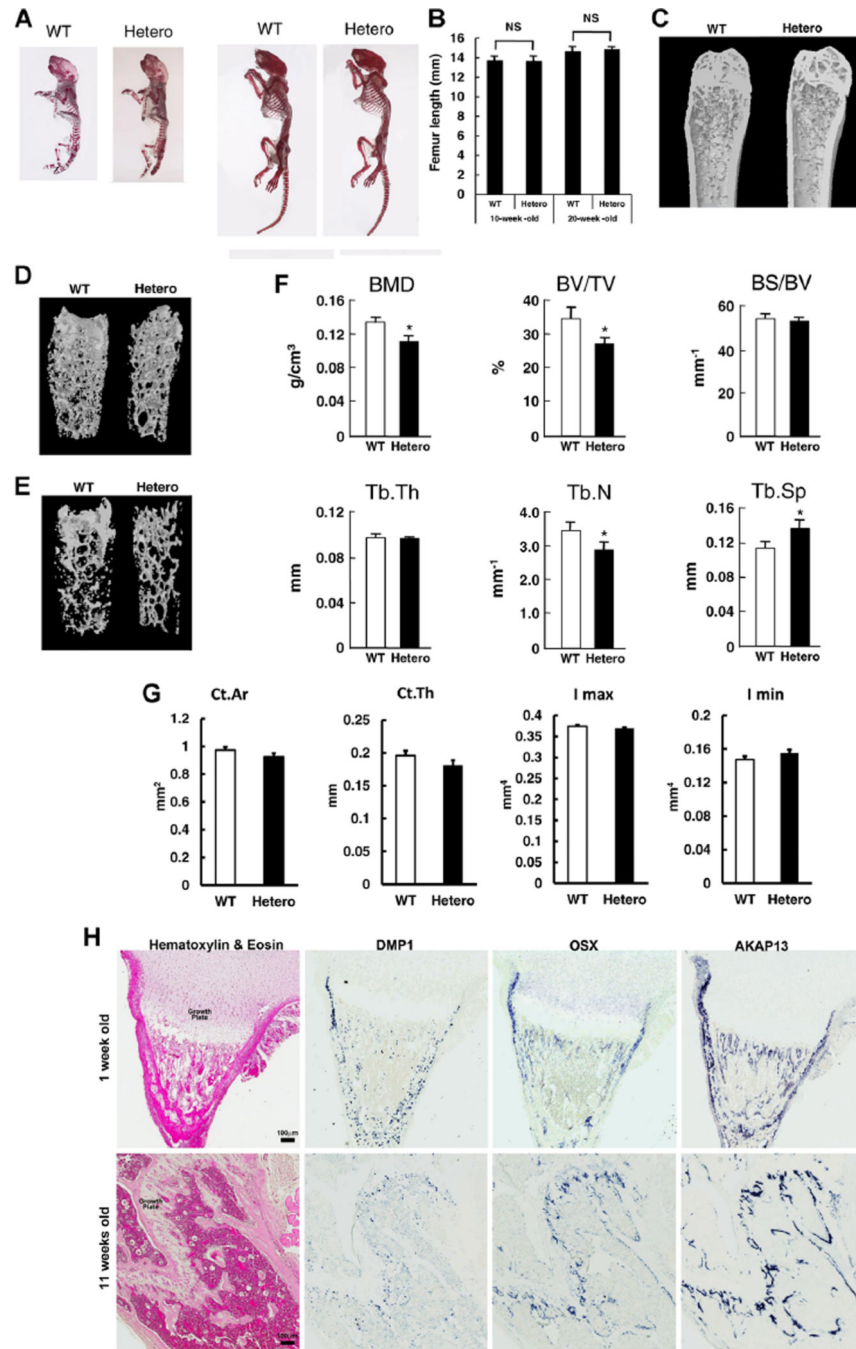 A
WT
Hetero
WT
Hetero
B
NS
NS
Femur length (mm)
16
14
12
10
8
6
4
2
0
WT
Hetero
WT
Hetero
10-week -old
20-week -old
C
WT
Hetero
D
WT
Hetero
E
WT
Hetero
F
BMD
g/cm³
0.16
0.12
0.08
0.04
0
*
WT Hetero
BV/TV
%
40
30
20
10
0
*
WT Hetero
BS/BV
mm⁻¹
60
40
20
0
WT Hetero
Tb.Th
mm
0.12
0.08
0.04
0
WT Hetero
Tb.N
mm⁻¹
4.0
3.0
2.0
1.0
0
*
WT Hetero
Tb.Sp
mm
0.16
0.12
0.08
0.04
0
*
WT Hetero
G
Ct.Ar
mm²
1
0.8
0.6
0.4
0.2
0
WT Hetero
Ct.Th
mm
0.25
0.2
0.15
0.1
0.05
0
WT Hetero
I max
mm⁴
0.4
0.35
0.3
0.25
0.2
0.15
0.1
0.05
0
WT Hetero
I min
mm⁴
0.2
0.16
0.12
0.08
0.04
0
WT Hetero
H
Hematoxylin & Eosin
DMP1
OSX
AKAP13
1 week old
Growth
Plate
100μm
11 weeks old
Growth
Plate
100μm